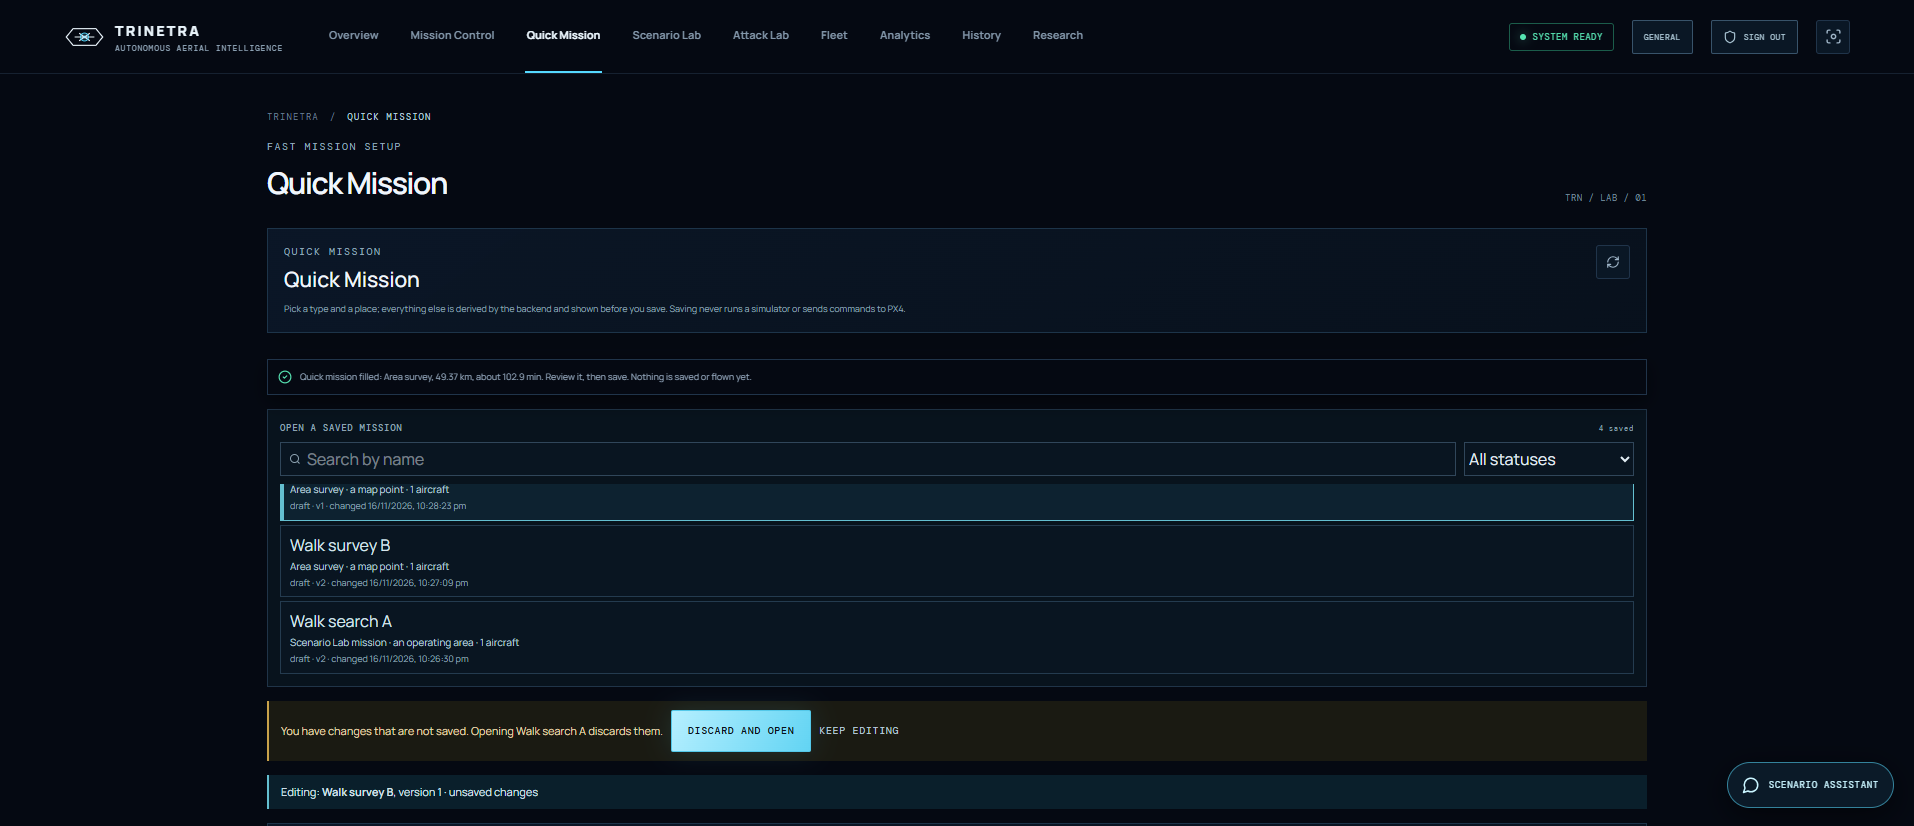 TRINETRA
AUTONOMOUS AERIAL INTELLIGENCE
Overview
Mission Control
Quick Mission
Scenario Lab
Attack Lab
Fleet
Analytics
History
Research
SYSTEM READY
GENERAL
SIGN OUT
TRINETRA / QUICK MISSION
FAST MISSION SETUP
Quick Mission
TRN / LAB / 01
QUICK MISSION
Quick Mission
Pick a type and a place; everything else is derived by the backend and shown before you save. Saving never runs a simulator or sends commands to PX4.
Quick mission filled: Area survey, 49.37 km, about 102.9 min. Review it, then save. Nothing is saved or flown yet.
OPEN A SAVED MISSION
4 saved
Search by name
All statuses
Area survey · a map point · 1 aircraft
draft · v1 · changed 16/11/2026, 10:28:23 pm
Walk survey B
Area survey · a map point · 1 aircraft
draft · v2 · changed 16/11/2026, 10:27:09 pm
Walk search A
Scenario Lab mission · an operating area · 1 aircraft
draft · v2 · changed 16/11/2026, 10:26:30 pm
You have changes that are not saved. Opening Walk search A discards them.
DISCARD AND OPEN
KEEP EDITING
Editing: Walk survey B, version 1 · unsaved changes
SCENARIO ASSISTANT